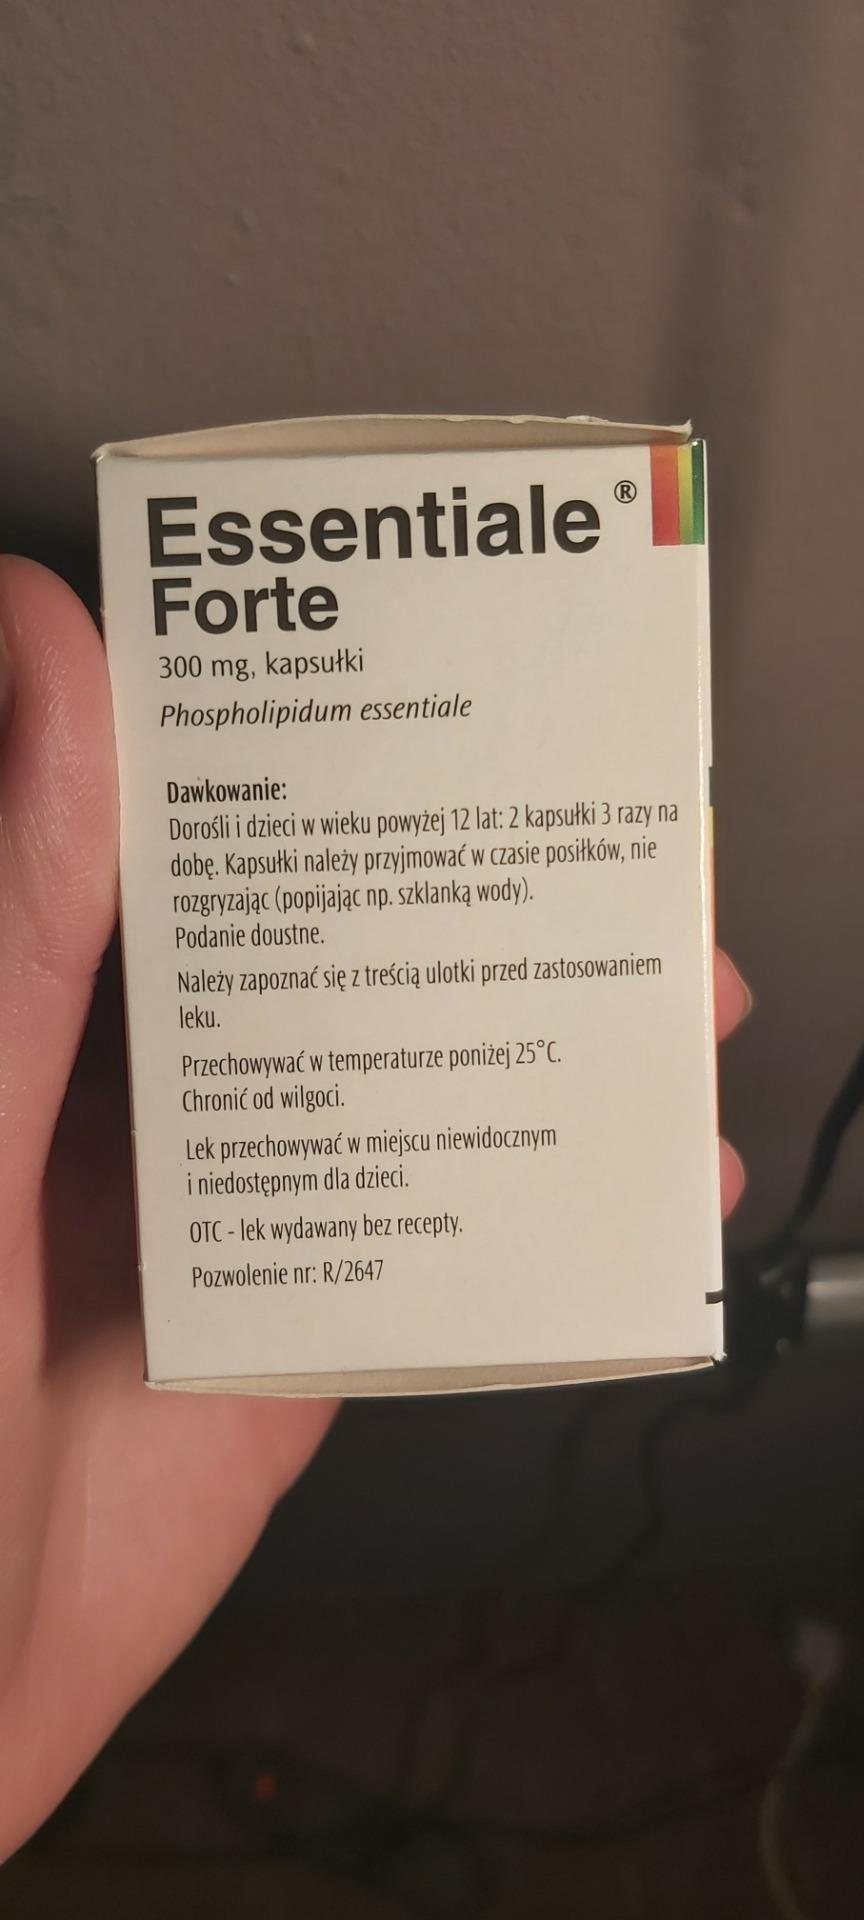 Essentiale®
Forte
300 mg, kapsułki
Phospholipidum essentiale
Dawkowanie:
Dorośli i dzieci w wieku powyżej 12 lat: 2 kapsułki 3 razy na
dobę. Kapsułki należy przyjmować w czasie posiłków, nie
rozgryzając (popijając np. szklanką wody).
Podanie doustne.
Należy zapoznać się z treścią ulotki przed zastosowaniem
leku.
Przechowywać w temperaturze poniżej 25°C.
Chronić od wilgoci.
Lek przechowywać w miejscu niewidocznym
i niedostępnym dla dzieci.
OTC - lek wydawany bez recepty.
Pozwolenie nr: R/2647